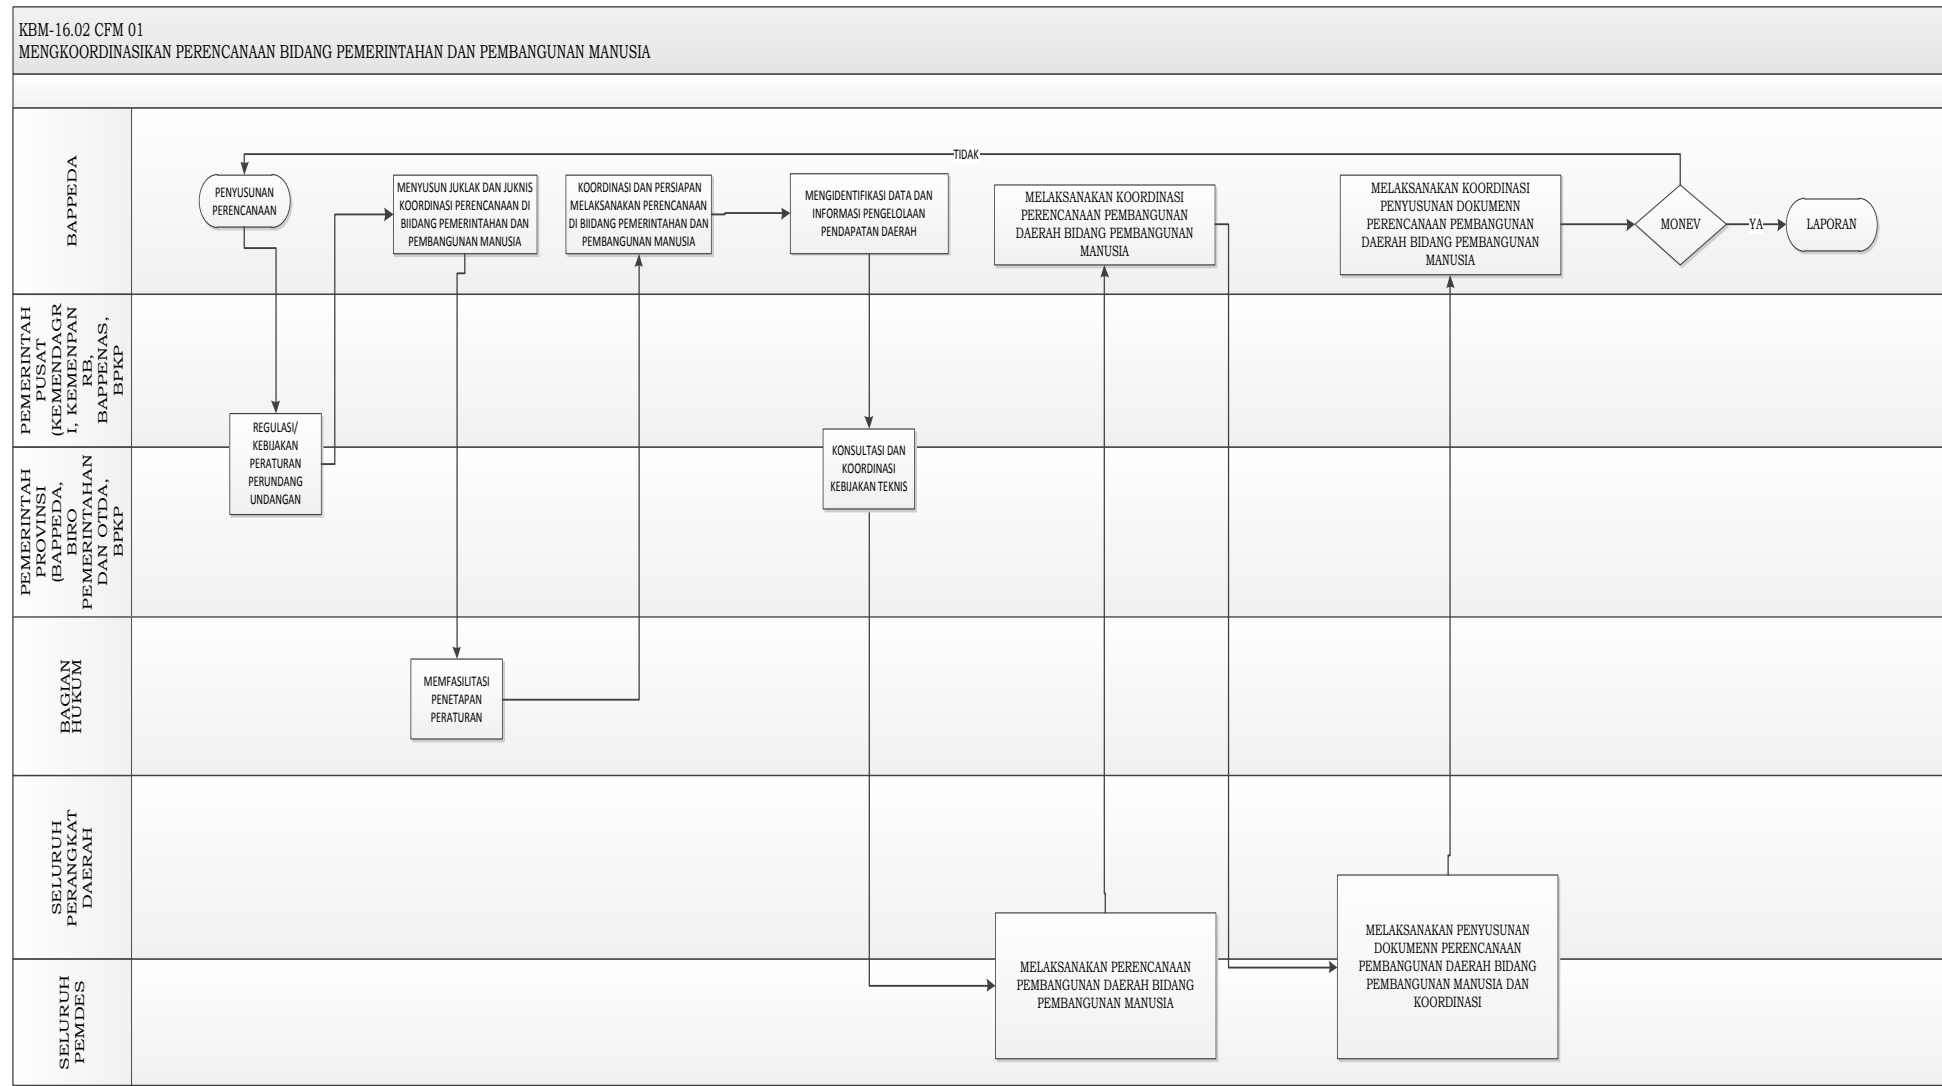 KBM-16.02 CFM 01
MENGKOORDINASIKAN PERENCANAAN BIDANG PEMERINTAHAN DAN PEMBANGUNAN MANUSIA
BAPPEDA
TIDAK
PENYUSUNAN
PERENCANAAN
MENYUSUN JUKLAK DAN JUKNIS
KOORDINASI PERENCANAAN DI
BIIDANG PEMERINTAHAN DAN
PEMBANGUNAN MANUSIA
KOORDINASI DAN PERSIAPAN
MELAKSANAKAN PERENCANAAN
DI BIIDANG PEMERINTAHAN DAN
PEMBANGUNAN MANUSIA
MENGIDENTIFIKASI DATA DAN
INFORMASI PENGELOLAAN
PENDAPATAN DAERAH
MELAKSANAKAN KOORDINASI
PERENCANAAN PEMBANGUNAN
DAERAH BIDANG PEMBANGUNAN
MANUSIA
MELAKSANAKAN KOORDINASI
PENYUSUNAN DOKUMENN
PERENCANAAN PEMBANGUNAN
DAERAH BIDANG PEMBANGUNAN
MANUSIA
MONEV
YA
LAPORAN
PEMERINTAH
PUSAT
(KEMENDAGR
I, KEMENPAN
RB,
BAPPENAS,
BPKP
REGULASI/
KEBIJAKAN
PERATURAN
PERUNDANG
UNDANGAN
KONSULTASI DAN
KOORDINASI
KEBIJAKAN TEKNIS
PEMERINTAH
PROVINSI
(BAPPEDA,
BIRO
PEMERINTAHAN
DAN OTDA,
BPKP
BAGIAN
HUKUM
MEMFASILITASI
PENETAPAN
PERATURAN
SELURUH
PERANGKAT
DAERAH
MELAKSANAKAN PERENCANAAN
PEMBANGUNAN DAERAH BIDANG
PEMBANGUNAN MANUSIA
MELAKSANAKAN PENYUSUNAN
DOKUMENN PERENCANAAN
PEMBANGUNAN DAERAH BIDANG
PEMBANGUNAN MANUSIA DAN
KOORDINASI
SELURUH
PEMDES